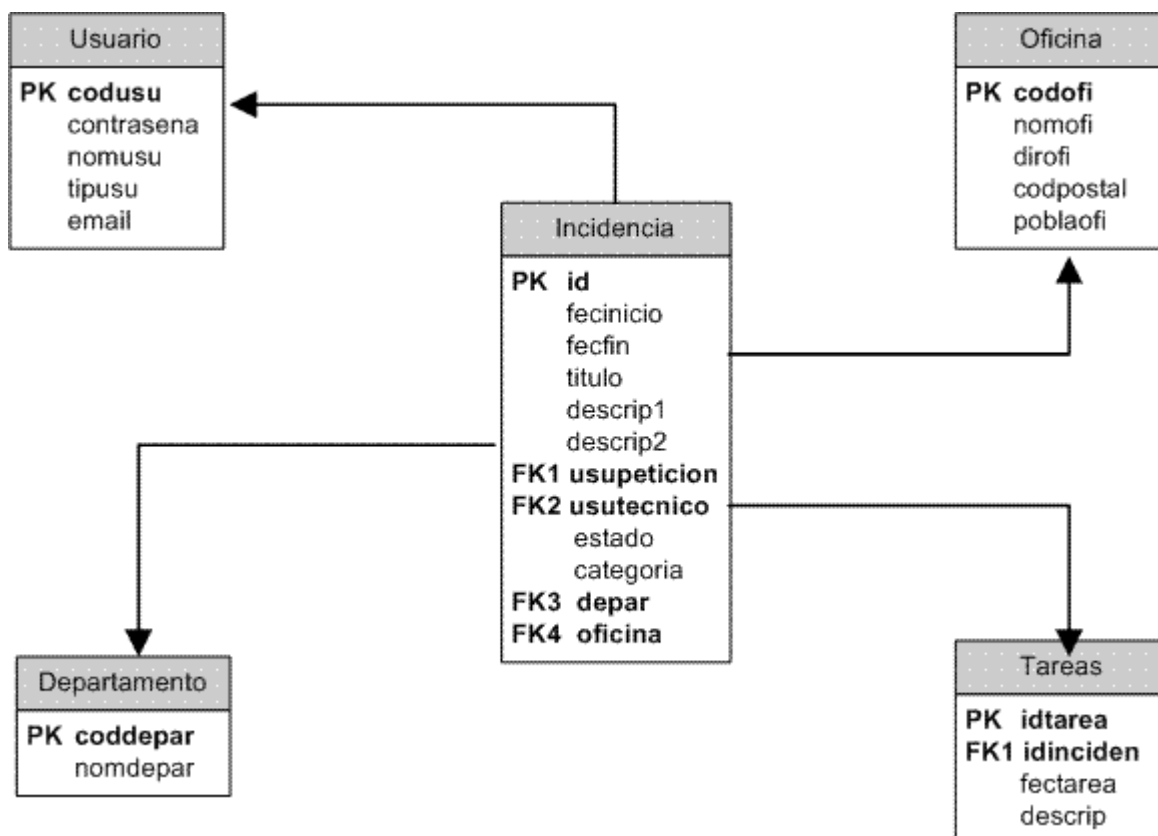 Usuario
PK codusu
contrasena
nomusu
tipusu
email
Oficina
PK codofi
nomofi
dirofi
codpostal
poblaofi
Incidencia
PK id
fecinicio
fecfin
titulo
descrip1
descrip2
FK1 usupeticion
FK2 usutecnico
estado
categoria
FK3 depar
FK4 oficina
Departamento
PK coddepar
nomdepar
Tareas
PK idtarea
FK1 idinciden
fectarea
descrip